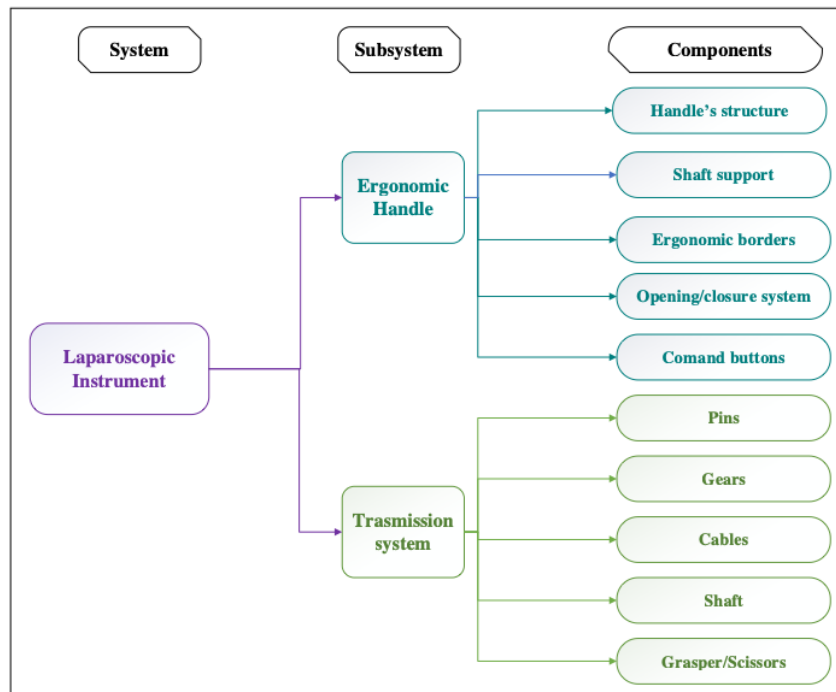 System
Subsystem
Components
Handle's structure
Shaft support
Ergonomic
Handle
Ergonomic borders
Opening/closure system
Comand buttons
Laparoscopic
Instrument
Pins
Gears
Trasmission
system
Cables
Shaft
Grasper/Scissors